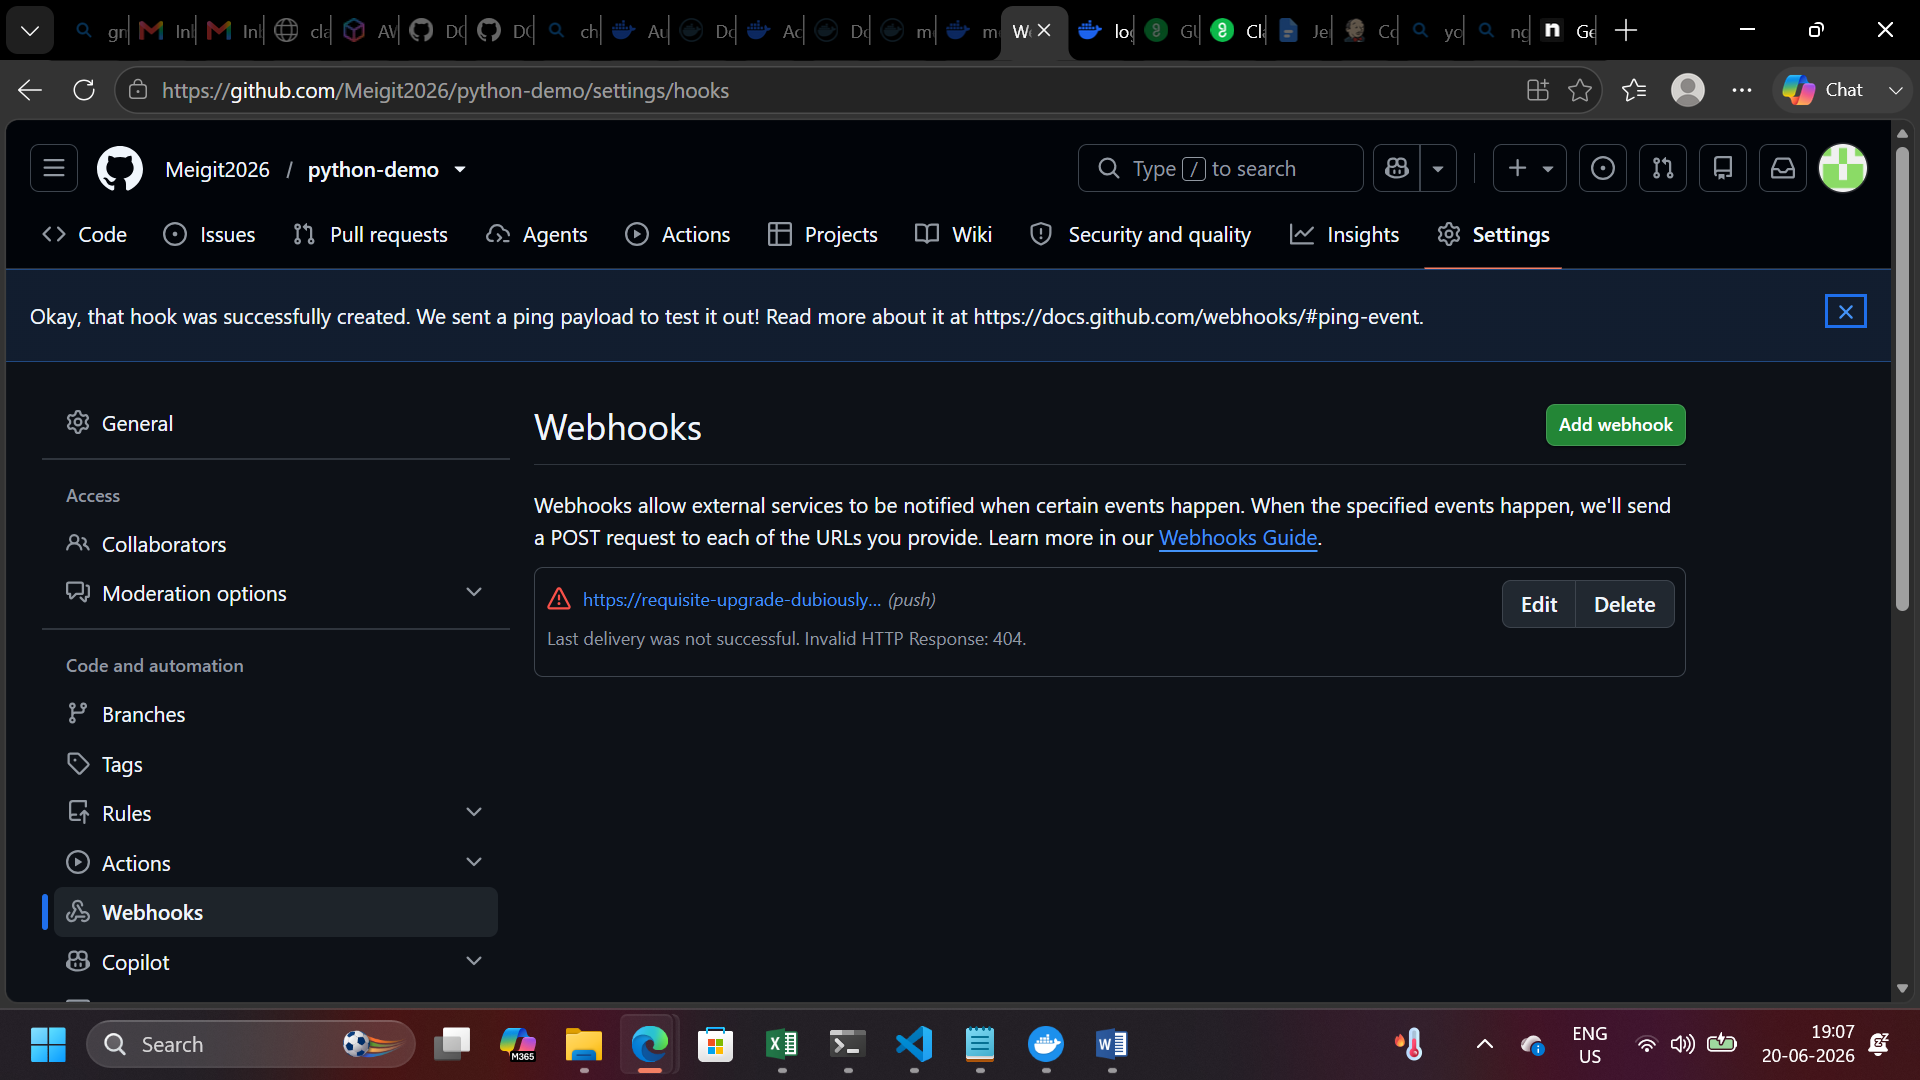 https://github.com/Meigit2026/python-demo/settings/hooks
Chat
Meigit2026 / python-demo
Type / to search
Code
Issues
Pull requests
Agents
Actions
Projects
Wiki
Security and quality
Insights
Settings
Okay, that hook was successfully created. We sent a ping payload to test it out! Read more about it at https://docs.github.com/webhooks/#ping-event.
General
Access
Collaborators
Moderation options
Code and automation
Branches
Tags
Rules
Actions
Webhooks
Copilot
Webhooks
Add webhook
Webhooks allow external services to be notified when certain events happen. When the specified events happen, we'll send
a POST request to each of the URLs you provide. Learn more in our Webhooks Guide.
https://requisite-upgrade-dubiously... (push)
Edit
Delete
Last delivery was not successful. Invalid HTTP Response: 404.
Search
M365
ENG
US
19:07
20-06-2026